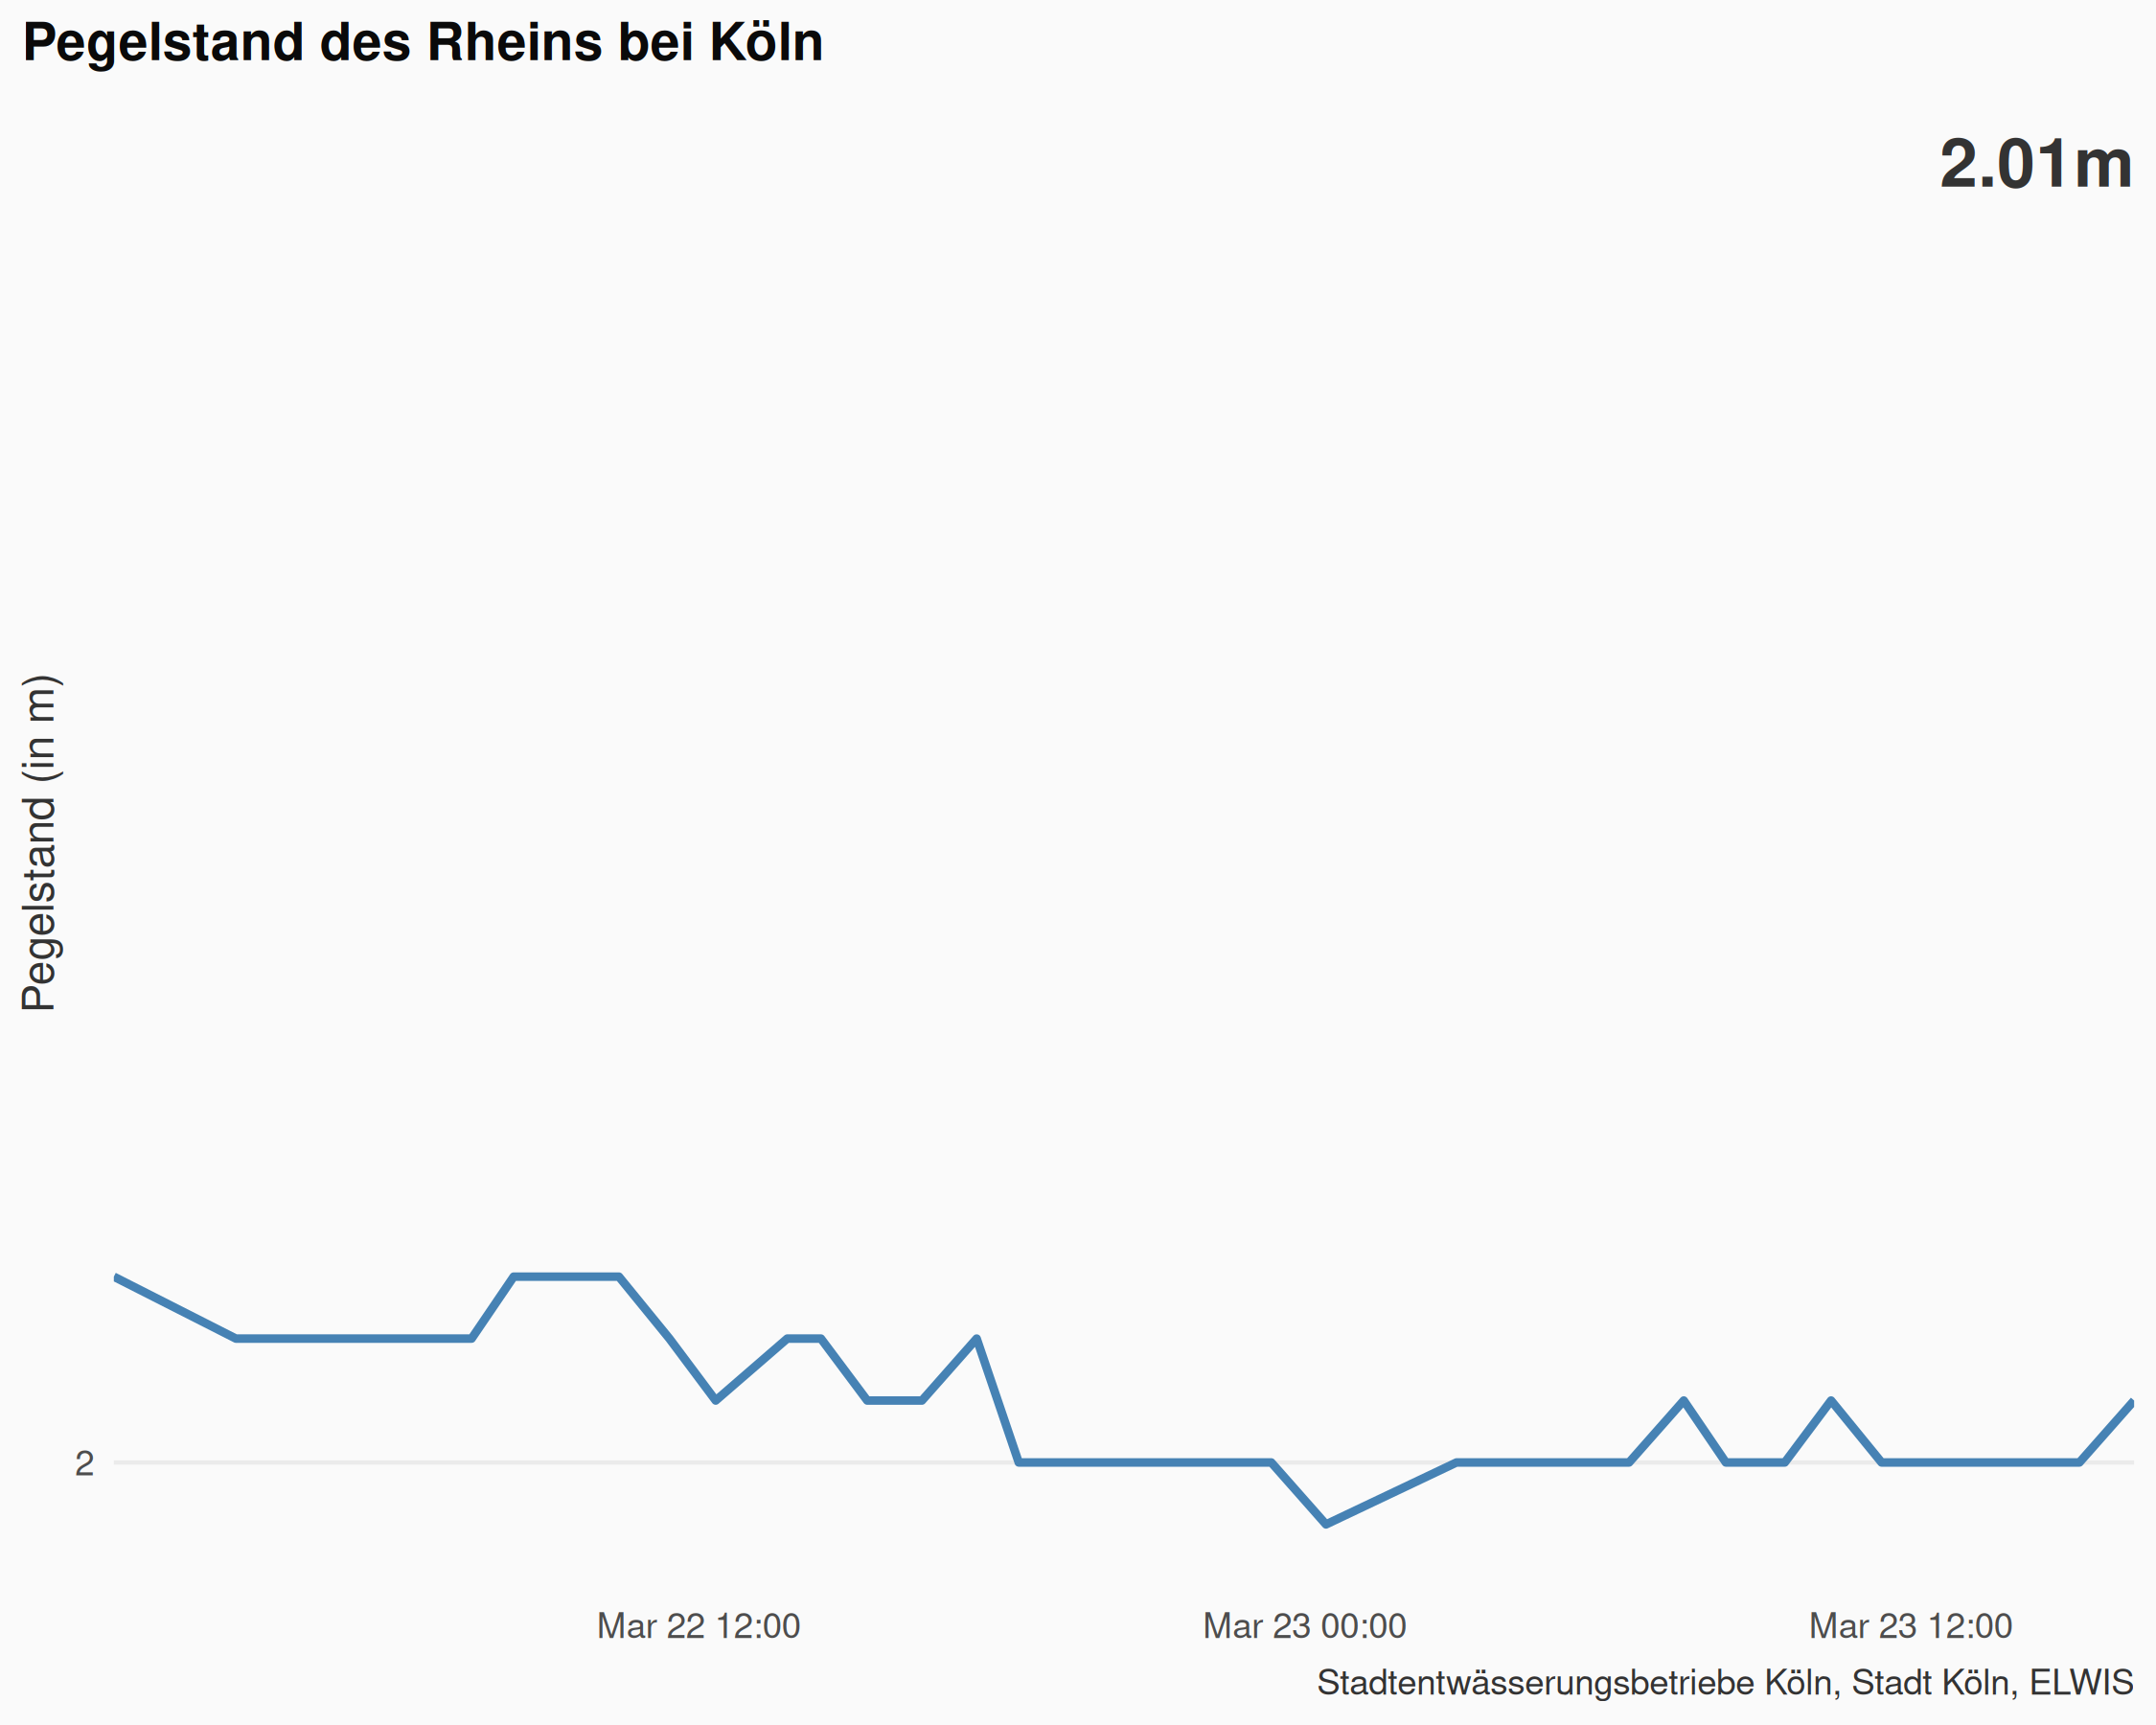 Pegelstand des Rheins bei Köln
2.01m
Pegelstand (in m)
2
Mar 22 12:00
Mar 23 00:00
Mar 23 12:00
Stadtentwässerungsbetriebe Köln, Stadt Köln, ELWIS